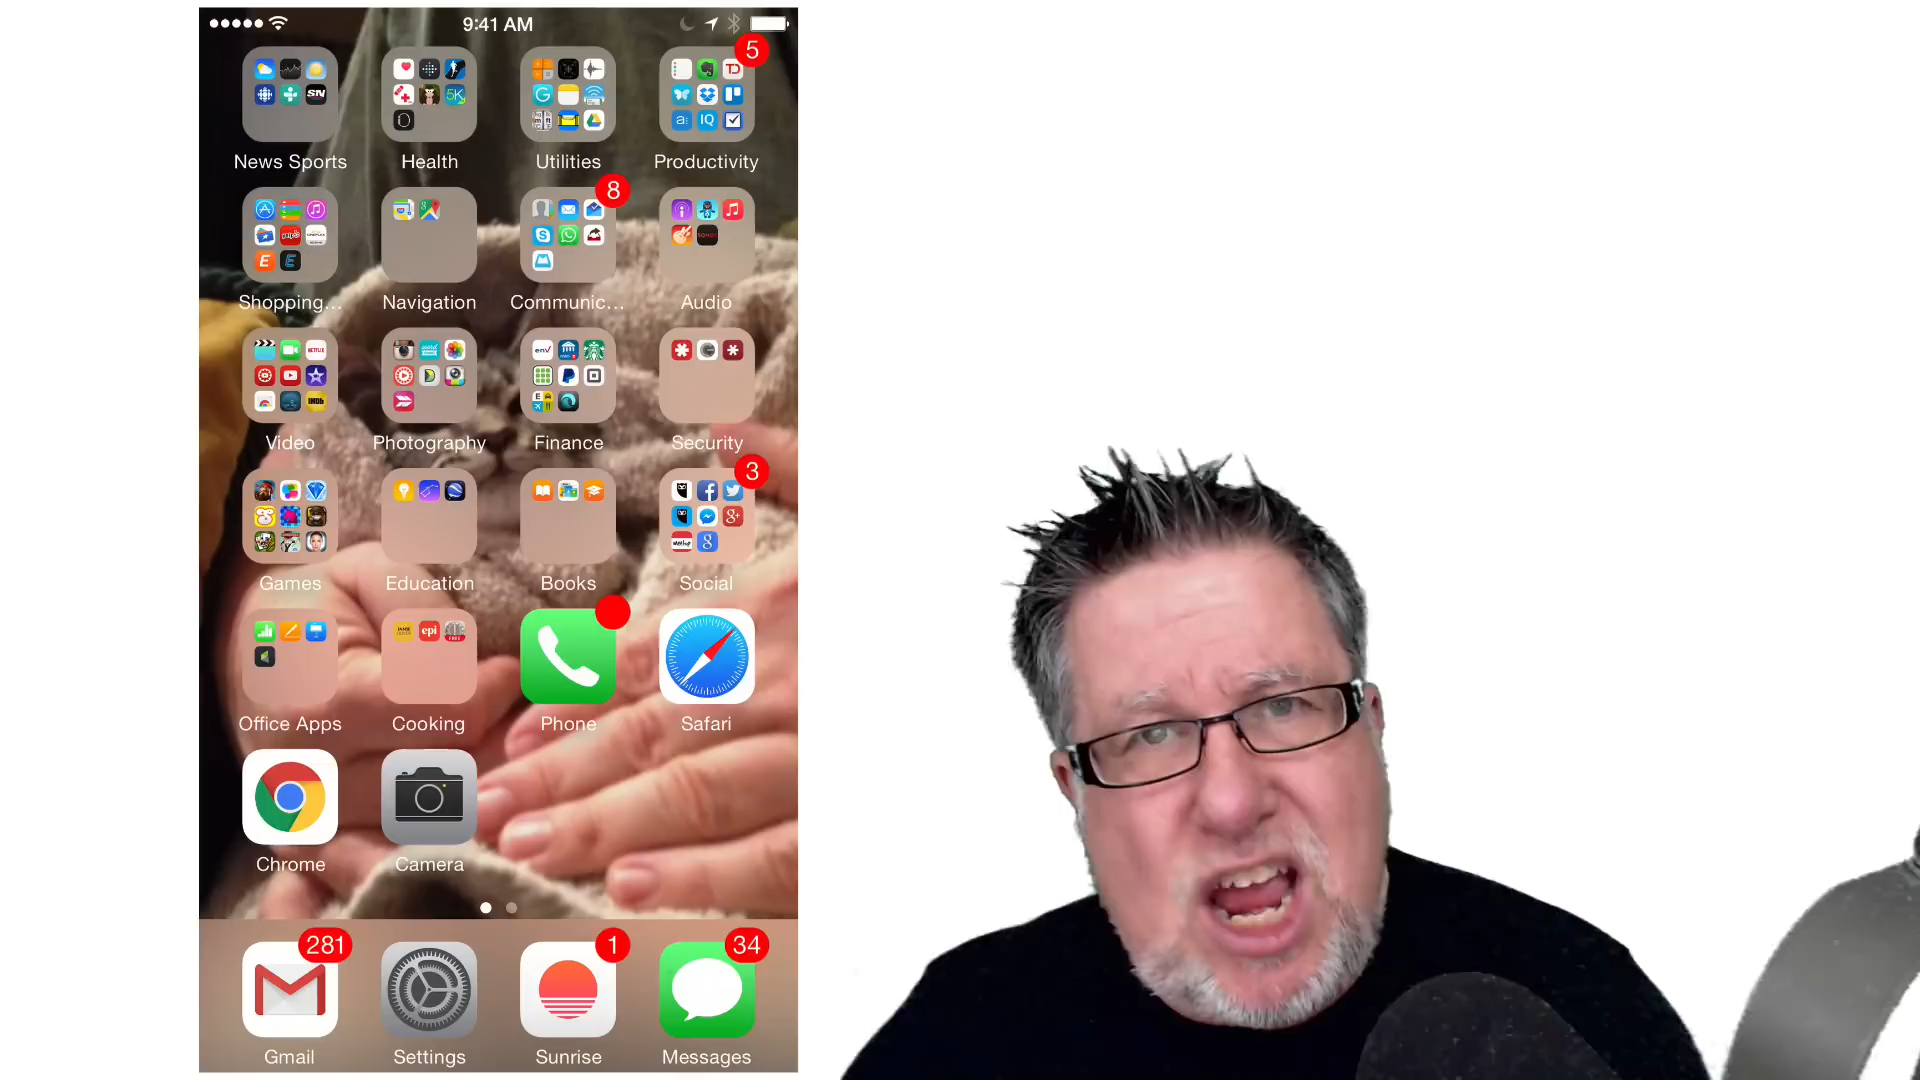 9:41 AM
5
News Sports
Health
Utilities
Productivity
8
Shopping...
Navigation
Communic...
Audio
Video
Photography
Finance
Security
3
Games
Education
Books
Social
Office Apps
Cooking
Phone
Safari
Chrome
Camera
281
1
34
Gmail
Settings
Sunrise
Messages